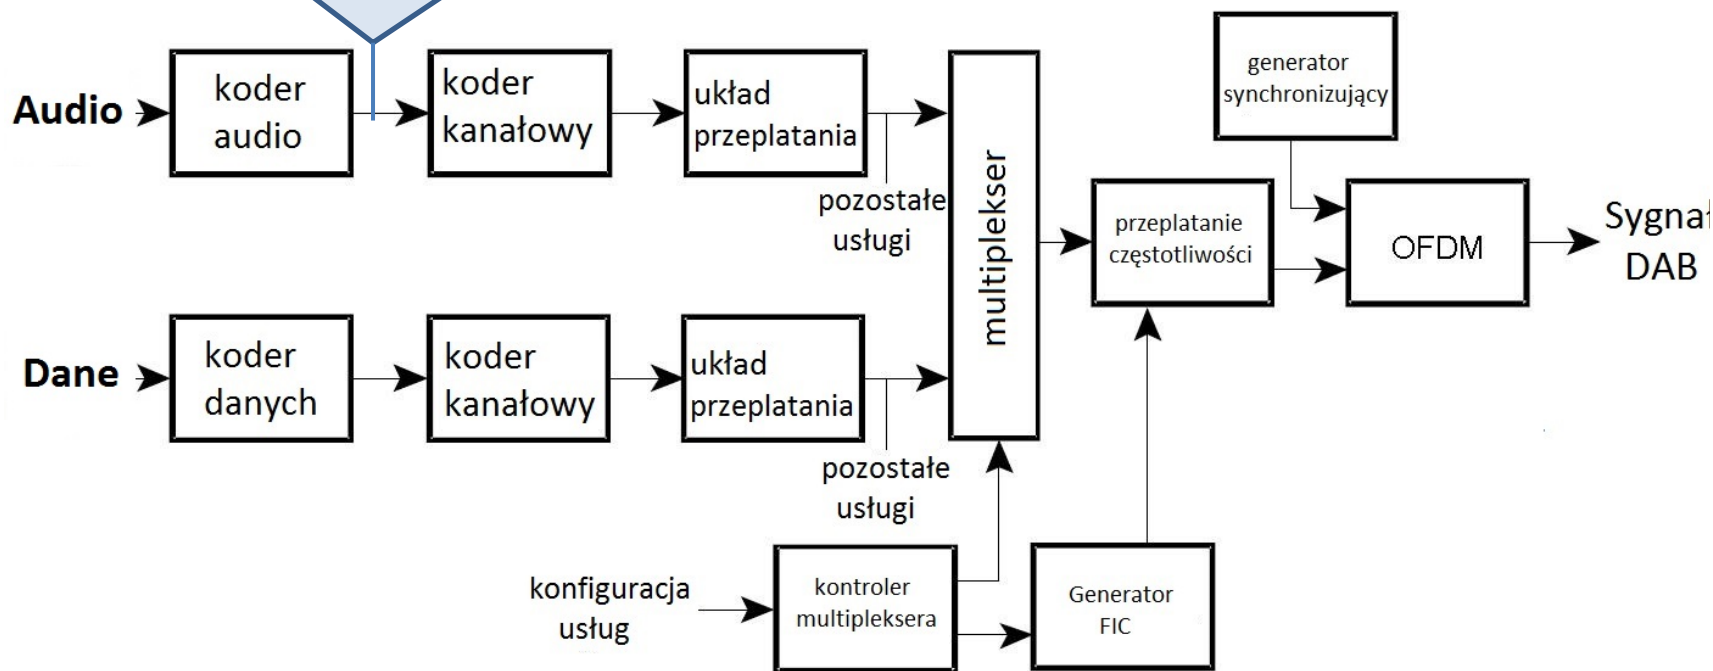 Audio
koder
audio
koder
kanałowy
układ
przeplatania
pozostałe
usługi
multiplekser
generator
synchronizujący
przeplatanie
częstotliwości
OFDM
Sygnał
DAB
Dane
koder
danych
koder
kanałowy
układ
przeplatania
pozostałe
usługi
konfiguracja
usług
kontroler
multipleksera
Generator
FIC